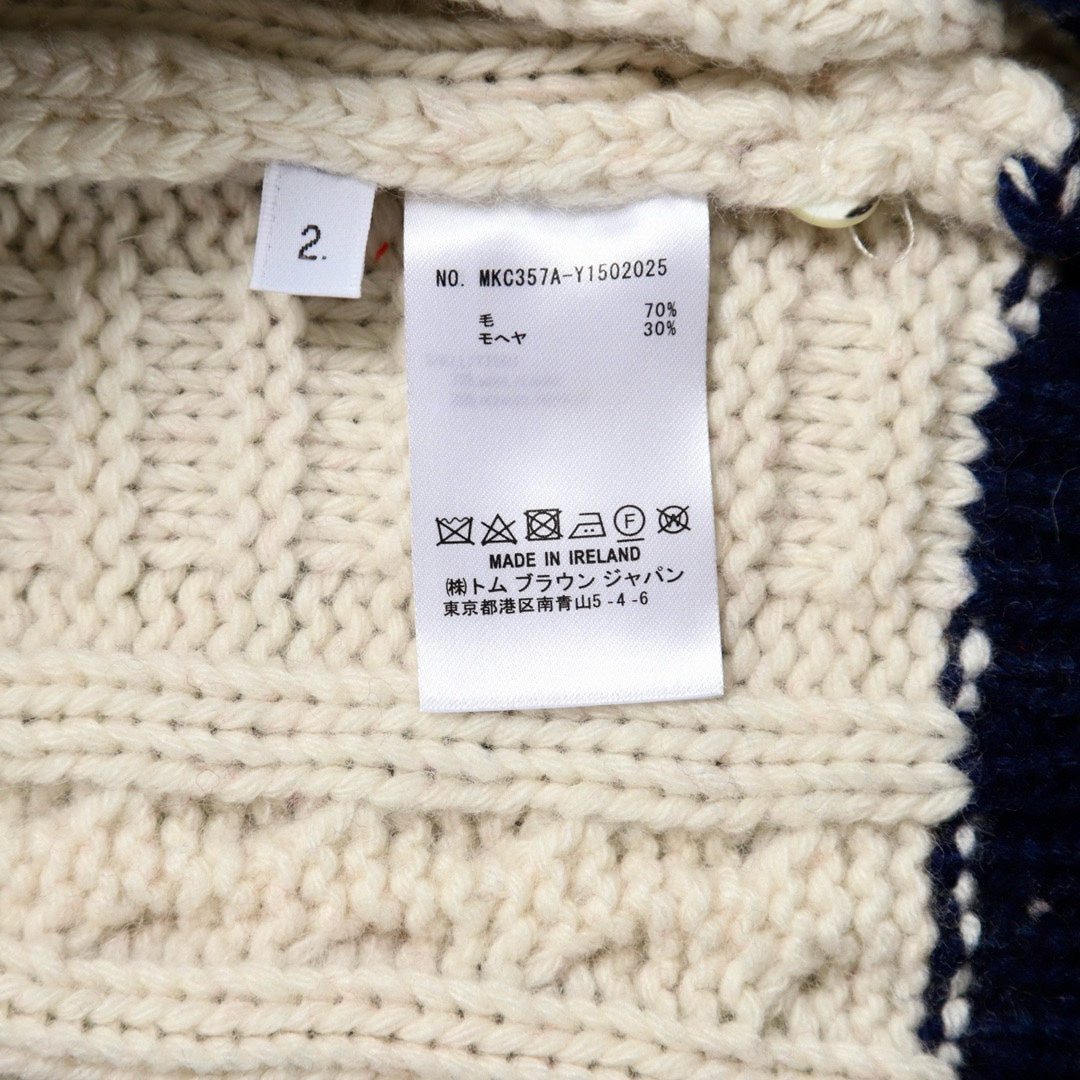 2.
NO. MKC357A-Y1502025
毛 70%
モヘヤ 30%
F W
MADE IN IRELAND
㈱トム ブラウン ジャパン
東京都港区南青山5-4-6